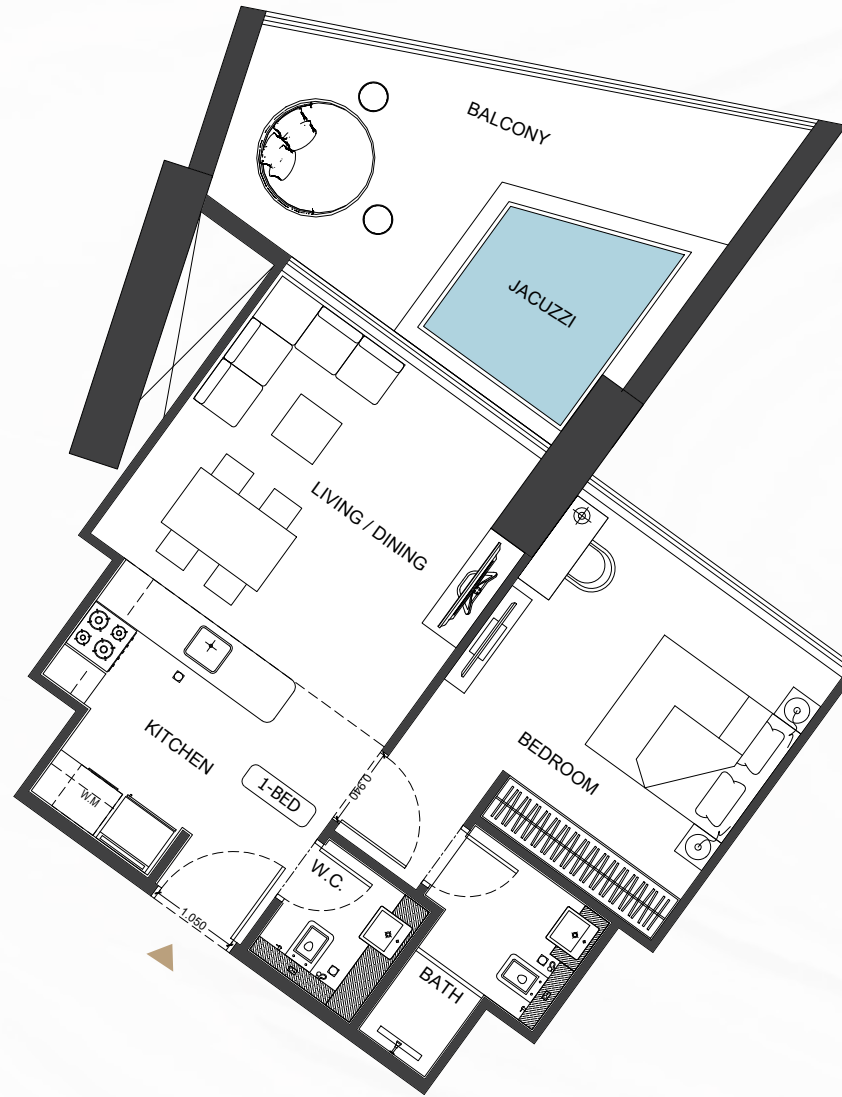 BALCONY
JACUZZI
LIVING / DINING
KITCHEN
1-BED
0.940
BEDROOM
W.M
W.C.
1.050
BATH